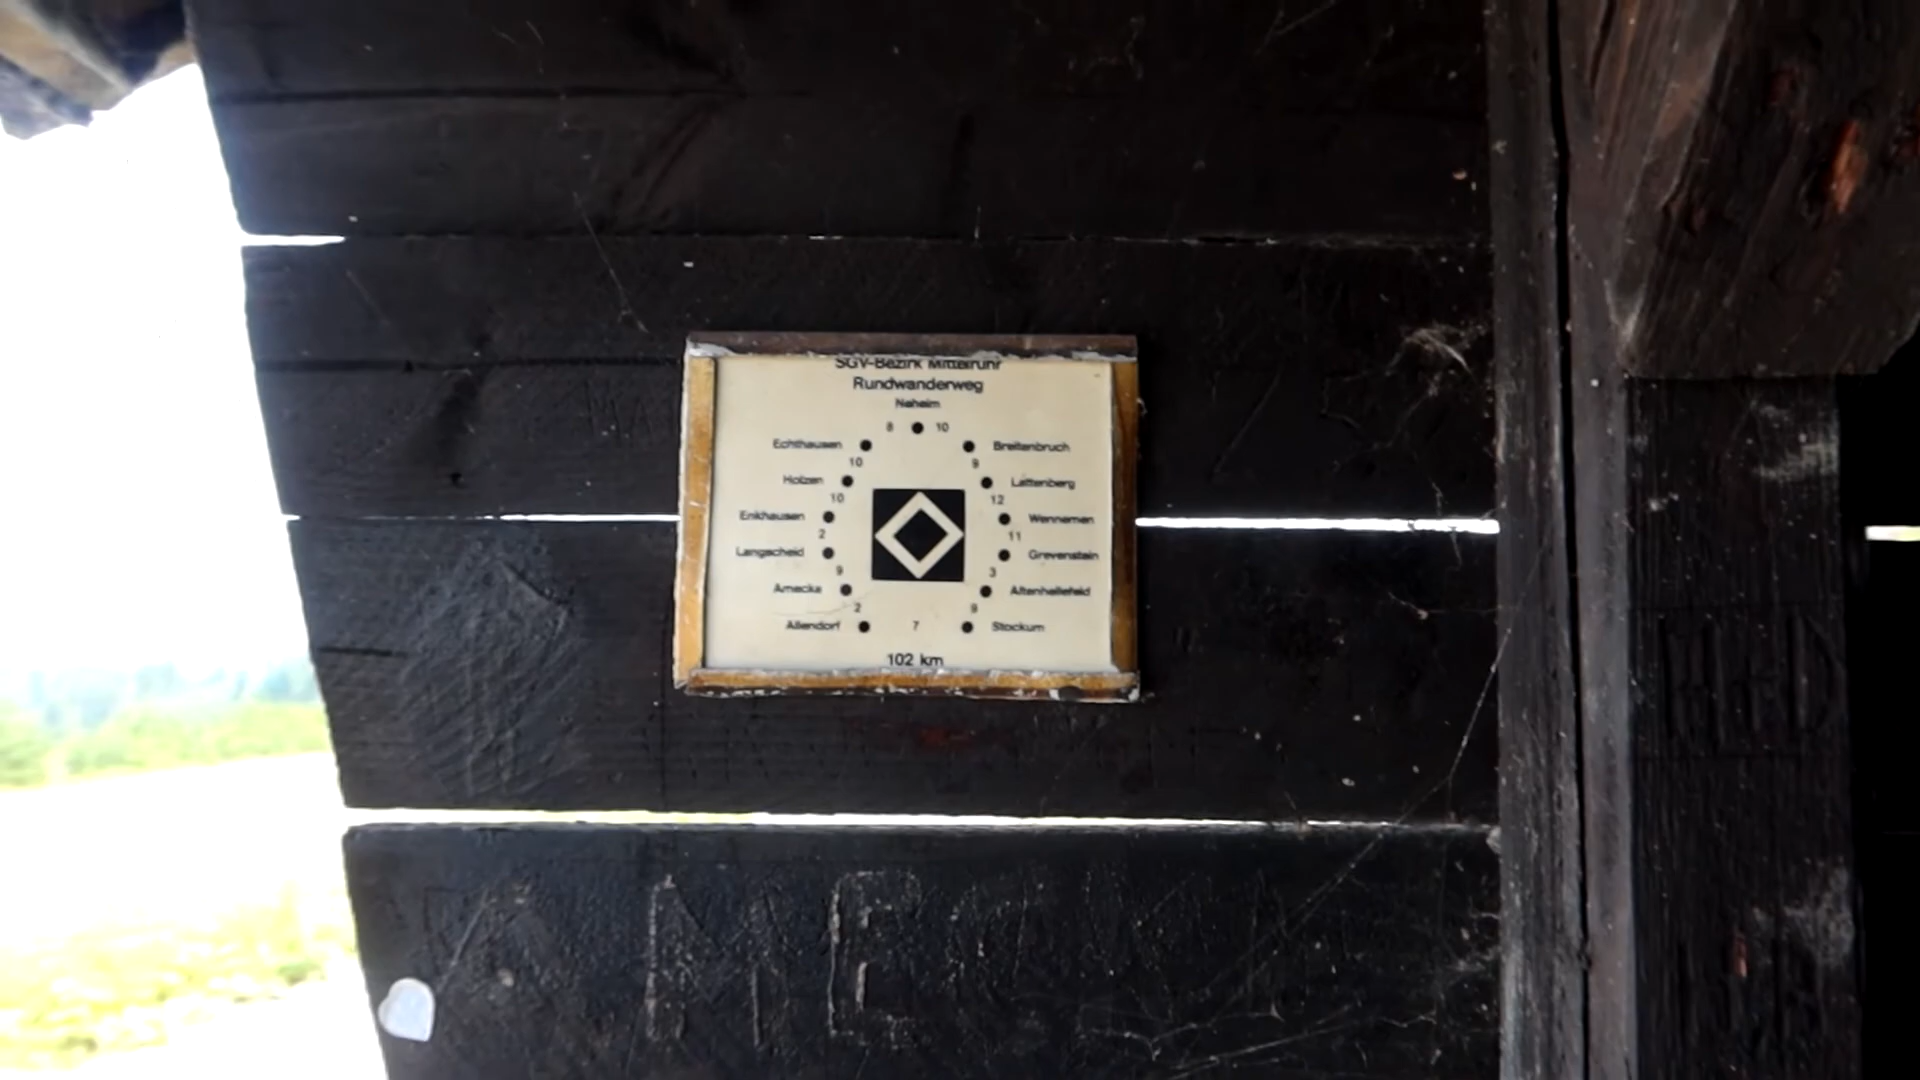 SGV-Bezirk Mittelruhr
Rundwanderweg
Neheim
8 10
Echthausen Breitenbruch
10 9
Holzen Lattenberg
10 12
Enkhausen Wennemen
2 11
Langscheid Grevenstein
9 3
Amecke Altenhellefeld
2 9
Allendorf 7 Stockum
102 km